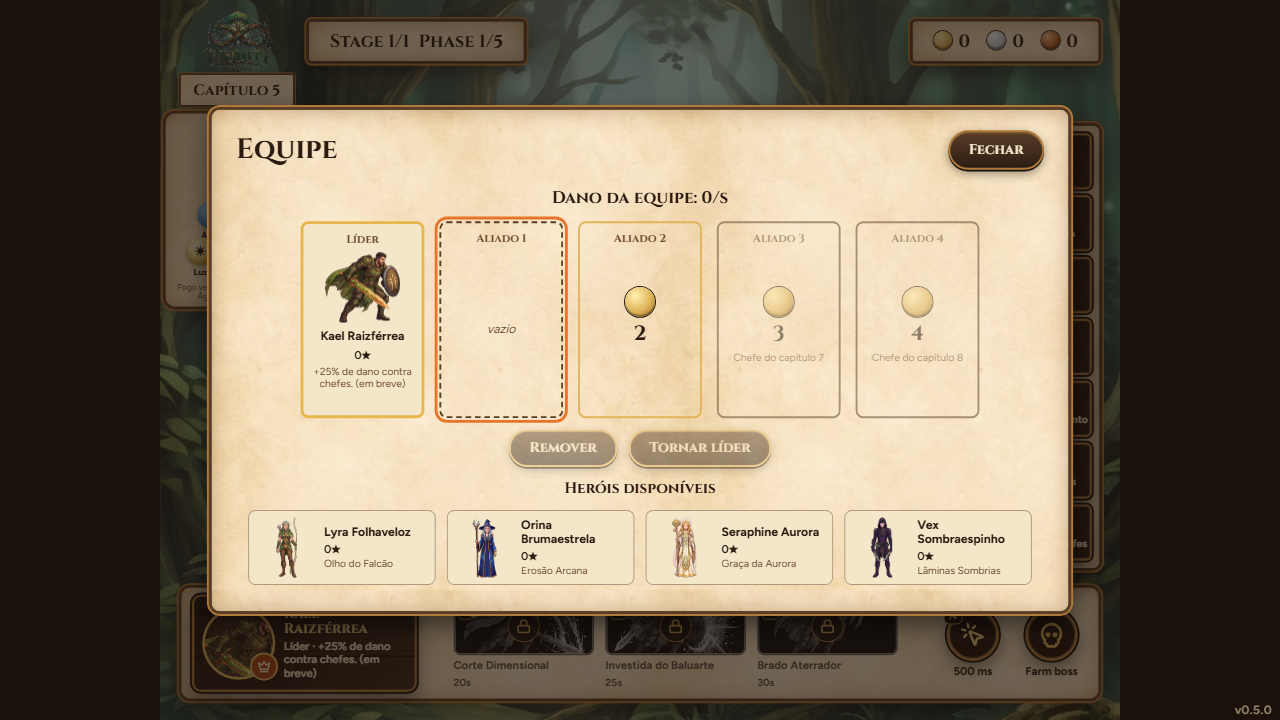 STAGE 1/1 PHASE 1/5
0 0 0
CAPÍTULO 5
EQUIPE
FECHAR
DANO DA EQUIPE: 0/S
LÍDER
Kael Raizférrea
0★
+25% de dano contra
chefes. (em breve)
ALIADO 1
vazio
ALIADO 2
2
ALIADO 3
3
Chefe do capítulo 7
ALIADO 4
4
Chefe do capítulo 8
REMOVER
TORNAR LÍDER
HERÓIS DISPONÍVEIS
Lyra Folhaveloz
0★
Olho do Falcão
Orina
Brumaestrela
0★
Erosão Arcana
Seraphine Aurora
0★
Graça da Aurora
Vex
Sombraespinho
0★
Lâminas Sombrias
RAIZFÉRREA
Líder · +25% de dano
contra chefes. (em
breve)
Corte Dimensional
20s
Investida do Baluarte
25s
Brado Aterrador
30s
500 ms
Farm boss
v0.5.0